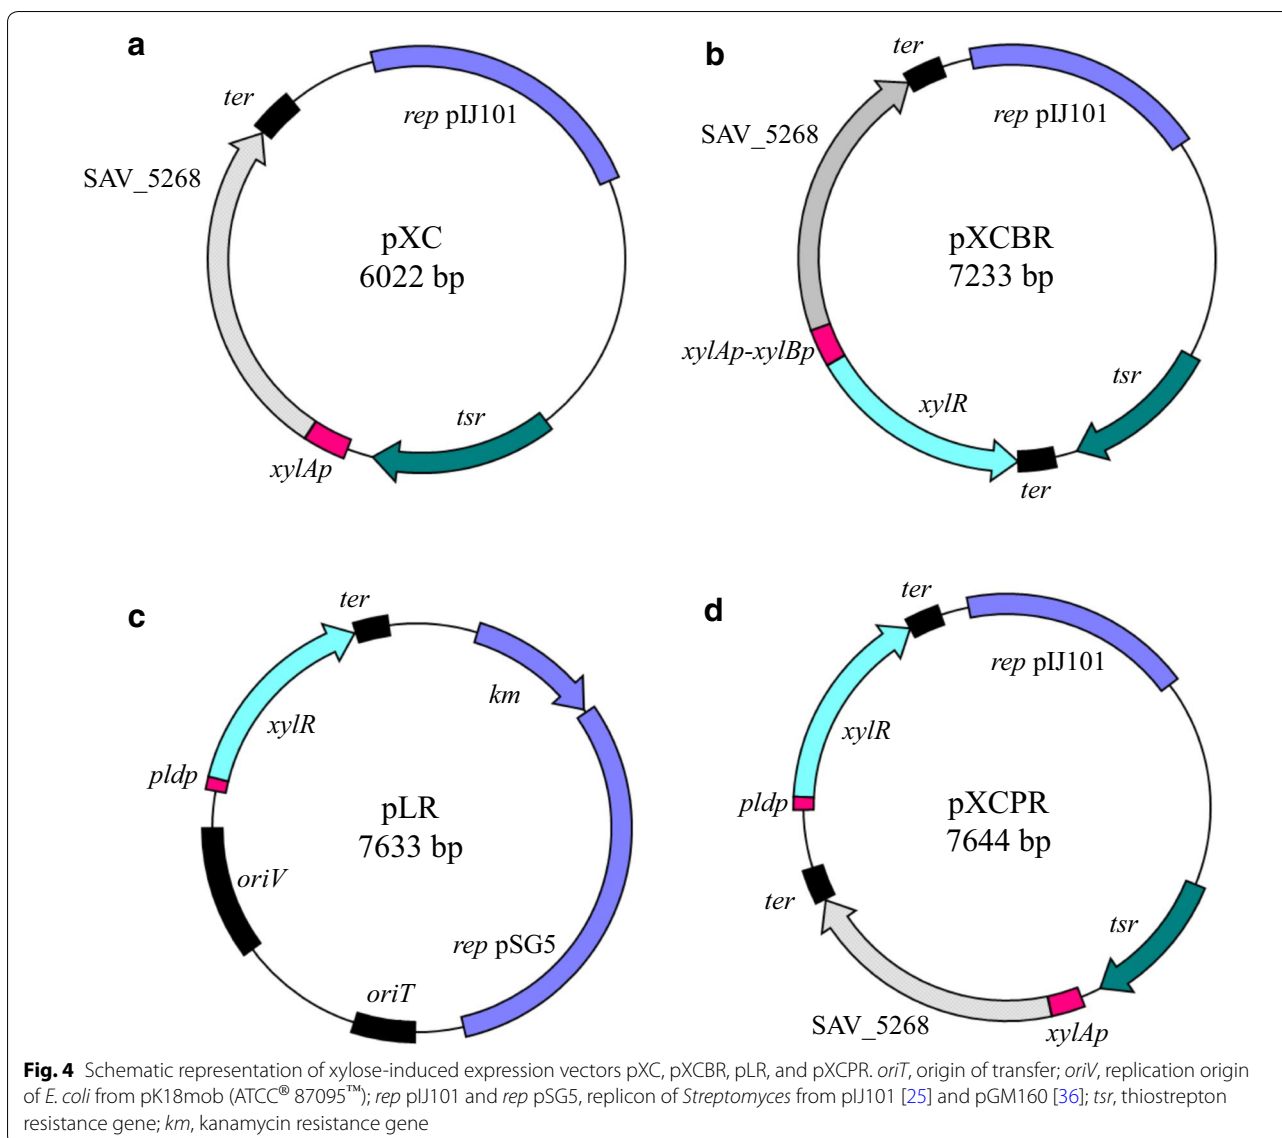 a
ter
rep pIJ101
SAV_5268
pXC
6022 bp
tsr
xylAp
b
ter
rep pIJ101
SAV_5268
pXCBR
7233 bp
xylAp-xylBp
tsr
xylR
ter
c
ter
km
xylR
pldp
pLR
7633 bp
oriV
rep pSG5
oriT
d
ter
rep pIJ101
xylR
pldp
pXCPR
7644 bp
ter
tsr
SAV_5268
xylAp
Fig. 4 Schematic representation of xylose-induced expression vectors pXC, pXCBR, pLR, and pXCPR. oriT, origin of transfer; oriV, replication origin
of E. coli from pK18mob (ATCC® 87095™); rep pIJ101 and rep pSG5, replicon of Streptomyces from pIJ101 [25] and pGM160 [36]; tsr, thiostrepton
resistance gene; km, kanamycin resistance gene